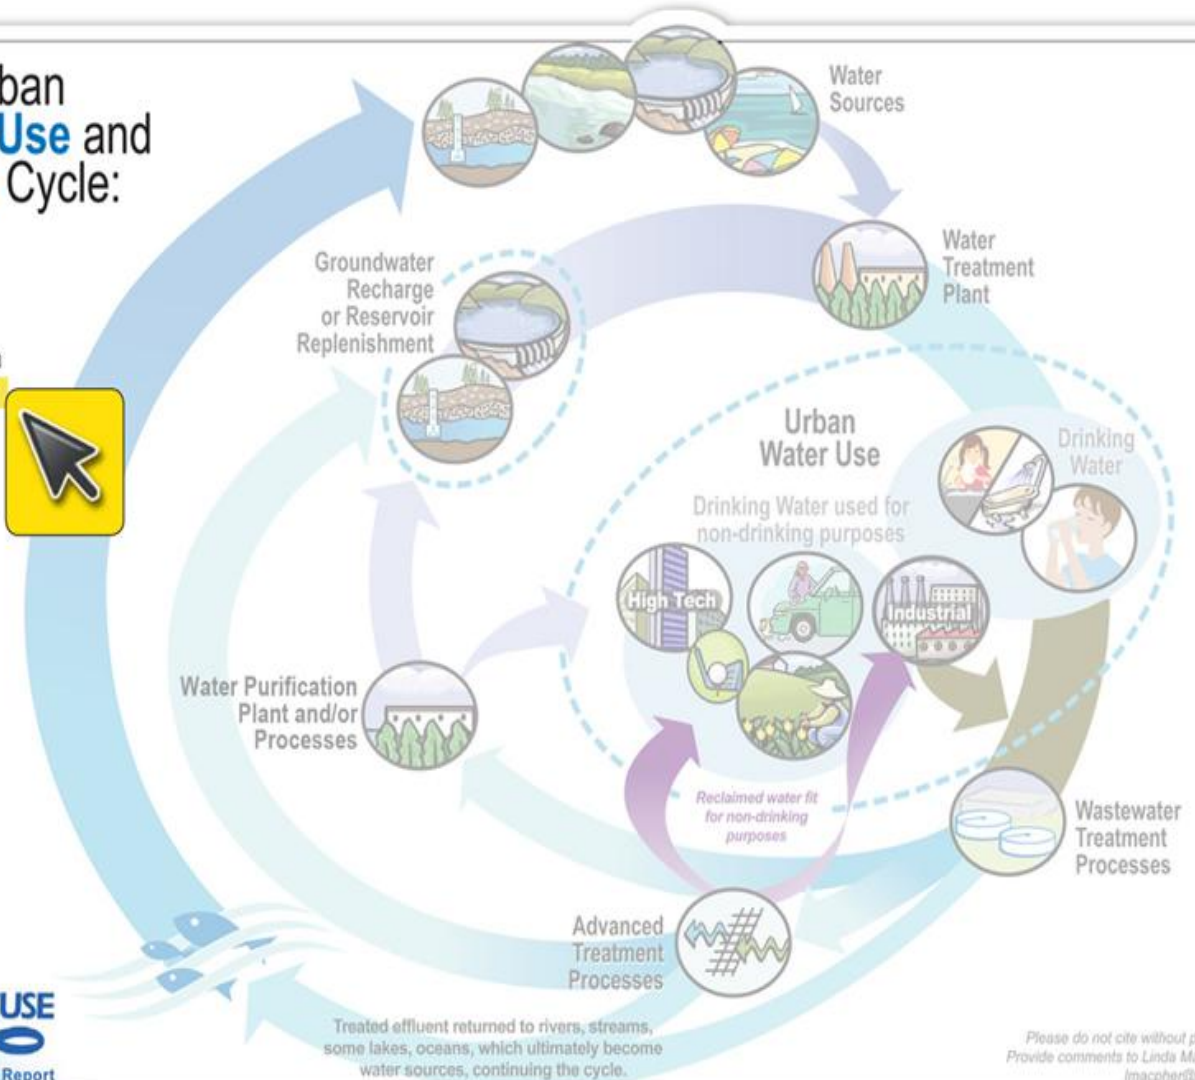 ban
Use and
Cycle:
Water
Sources
Groundwater
Recharge
or Reservoir
Replenishment
Water
Treatment
Plant
Urban
Water Use
Drinking
Water
Drinking Water used for
non-drinking purposes
High Tech
Industrial
Water Purification
Plant and/or
Processes
Reclaimed water fit
for non-drinking
purposes
Wastewater
Treatment
Processes
Advanced
Treatment
Processes
USE
Report
Treated effluent returned to rivers, streams,
some lakes, oceans, which ultimately become
water sources, continuing the cycle.
Please do not cite without p
Provide comments to Linda Ma
lmacpher@